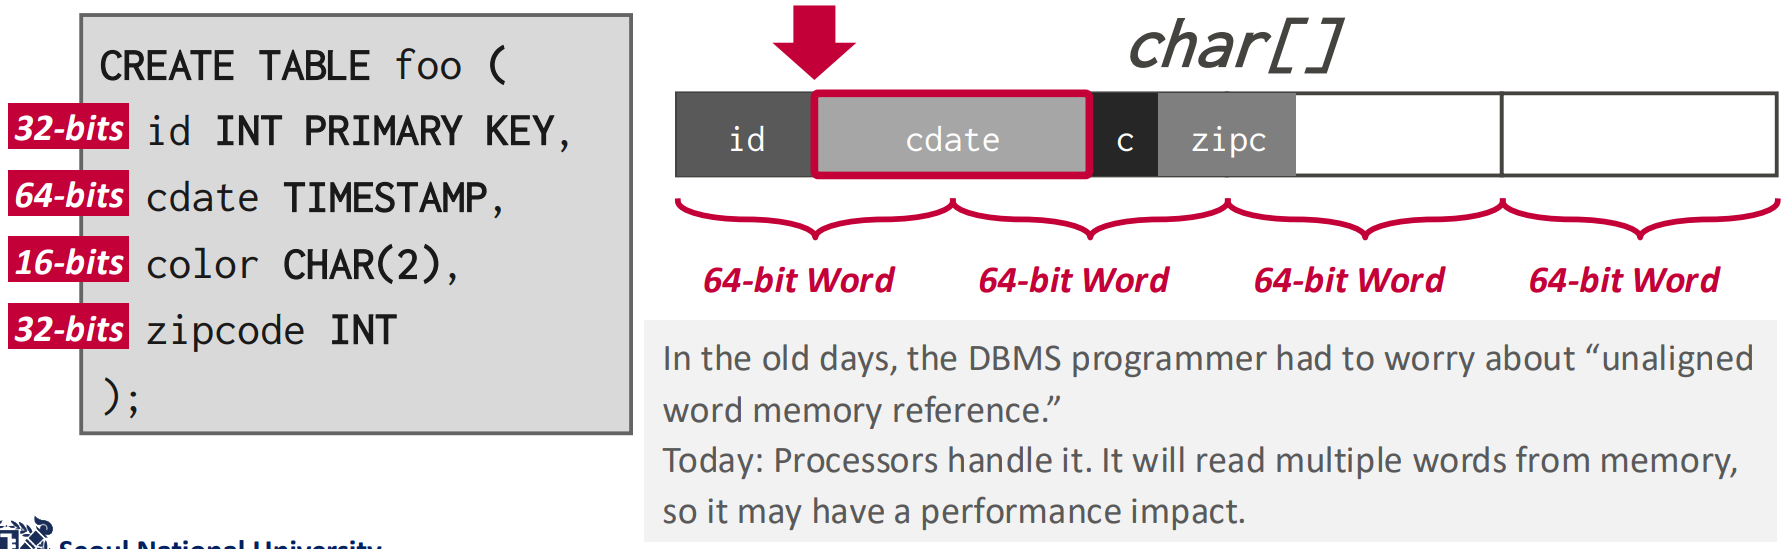 CREATE TABLE foo (
32-bits id INT PRIMARY KEY,
64-bits cdate TIMESTAMP,
16-bits color CHAR(2),
32-bits zipcode INT
);
char[]
id cdate c zipc
64-bit Word 64-bit Word 64-bit Word 64-bit Word
In the old days, the DBMS programmer had to worry about “unaligned
word memory reference.”
Today: Processors handle it. It will read multiple words from memory,
so it may have a performance impact.
Seoul National University